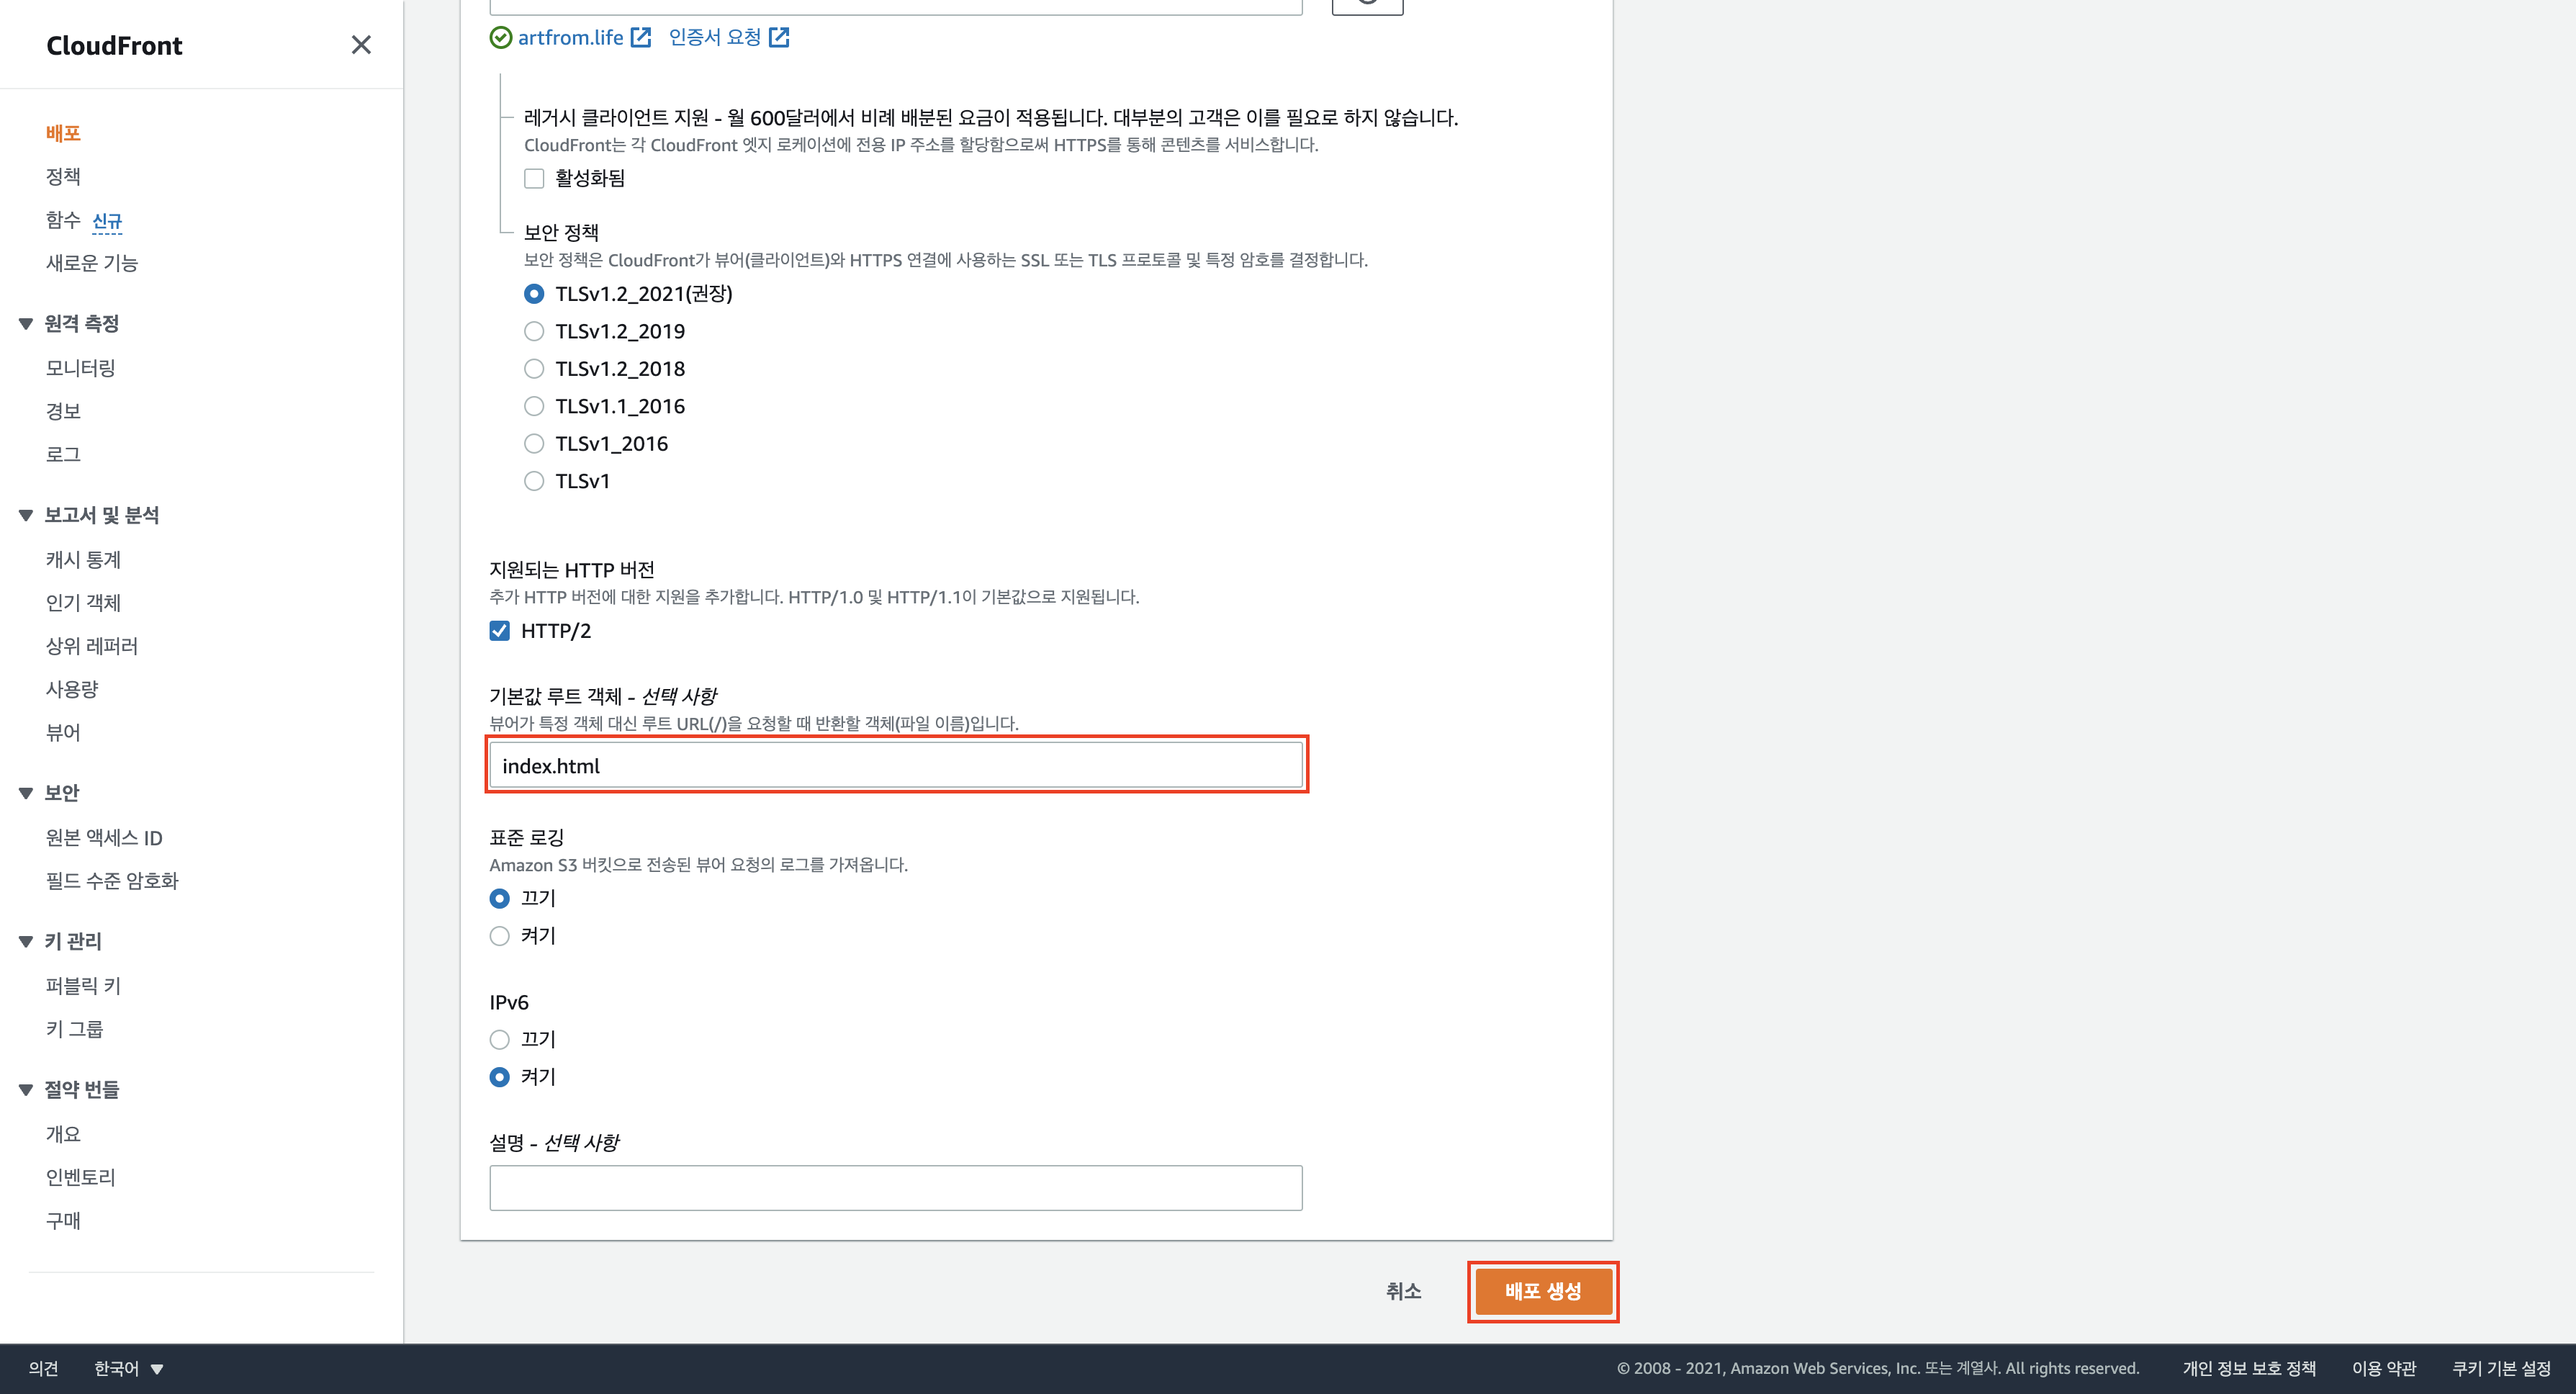 CloudFront
배포
정책
함수 신규
새로운 기능
원격 측정
모니터링
경보
로그
보고서 및 분석
캐시 통계
인기 객체
상위 레퍼러
사용량
뷰어
보안
원본 액세스 ID
필드 수준 암호화
키 관리
퍼블릭 키
키 그룹
절약 번들
개요
인벤토리
구매
artfrom.life 인증서 요청
레거시 클라이언트 지원 - 월 600달러에서 비례 배분된 요금이 적용됩니다. 대부분의 고객은 이를 필요로 하지 않습니다.
CloudFront는 각 CloudFront 엣지 로케이션에 전용 IP 주소를 할당함으로써 HTTPS를 통해 콘텐츠를 서비스합니다.
활성화됨
보안 정책
보안 정책은 CloudFront가 뷰어(클라이언트)와 HTTPS 연결에 사용하는 SSL 또는 TLS 프로토콜 및 특정 암호를 결정합니다.
TLSv1.2_2021(권장)
TLSv1.2_2019
TLSv1.2_2018
TLSv1.1_2016
TLSv1_2016
TLSv1
지원되는 HTTP 버전
추가 HTTP 버전에 대한 지원을 추가합니다. HTTP/1.0 및 HTTP/1.1이 기본값으로 지원됩니다.
HTTP/2
기본값 루트 객체 - 선택 사항
뷰어가 특정 객체 대신 루트 URL(/)을 요청할 때 반환할 객체(파일 이름)입니다.
index.html
표준 로깅
Amazon S3 버킷으로 전송된 뷰어 요청의 로그를 가져옵니다.
끄기
켜기
IPv6
끄기
켜기
설명 - 선택 사항
취소 배포 생성
의견 한국어 © 2008 - 2021, Amazon Web Services, Inc. 또는 계열사. All rights reserved. 개인 정보 보호 정책 이용 약관 쿠키 기본 설정